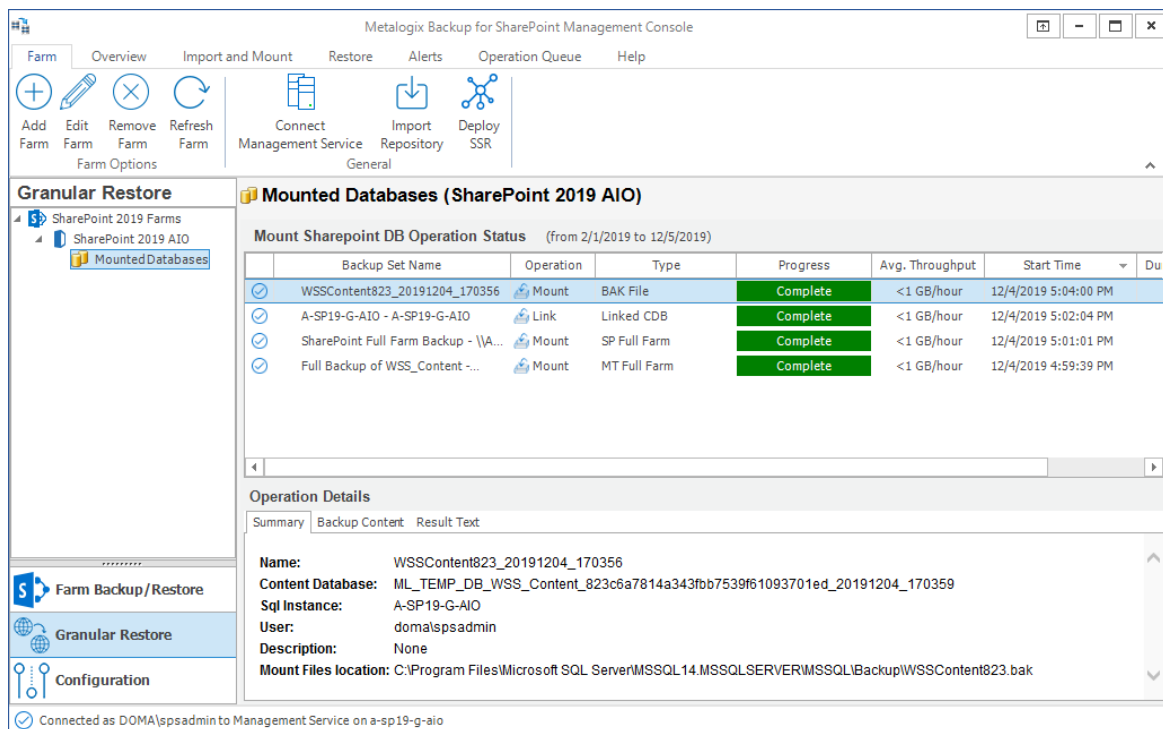 Metalogix Backup for SharePoint Management Console
Farm Overview Import and Mount Restore Alerts Operation Queue Help
Add Farm Edit Farm Remove Farm Refresh Farm Connect Management Service Import Repository Deploy SSR
Farm Options General
Granular Restore
SharePoint 2019 Farms
SharePoint 2019 AIO
Mounted Databases
Farm Backup/Restore
Granular Restore
Configuration
Mounted Databases (SharePoint 2019 AIO)
Mount Sharepoint DB Operation Status (from 2/1/2019 to 12/5/2019)
Backup Set Name Operation Type Progress Avg. Throughput Start Time Du
WSSContent823_20191204_170356 Mount BAK File Complete <1 GB/hour 12/4/2019 5:04:00 PM
A-SP19-G-AIO - A-SP19-G-AIO Link Linked CDB Complete <1 GB/hour 12/4/2019 5:02:04 PM
SharePoint Full Farm Backup - \\A... Mount SP Full Farm Complete <1 GB/hour 12/4/2019 5:01:01 PM
Full Backup of WSS_Content -... Mount MT Full Farm Complete <1 GB/hour 12/4/2019 4:59:39 PM
Operation Details
Summary Backup Content Result Text
Name: WSSContent823_20191204_170356
Content Database: ML_TEMP_DB_WSS_Content_823c6a7814a343fbb7539f61093701ed_20191204_170359
Sql Instance: A-SP19-G-AIO
User: doma\spsadmin
Description: None
Mount Files location: C:\Program Files\Microsoft SQL Server\MSSQL14.MSSQLSERVER\MSSQL\Backup\WSSContent823.bak
Connected as DOMA\spsadmin to Management Service on a-sp19-g-aio